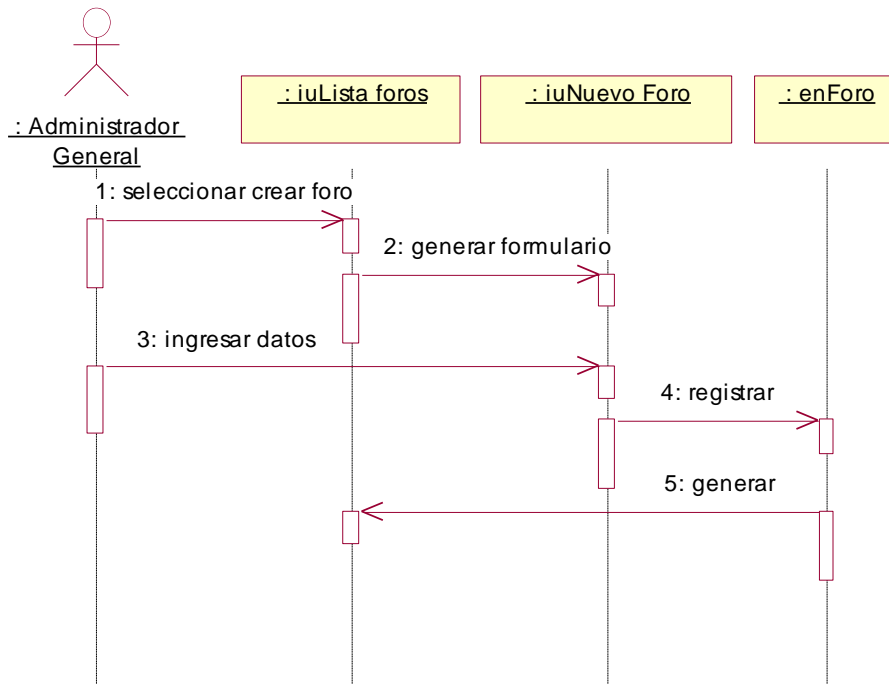 : Administrador
General
: iuLista foros
: iuNuevo Foro
: enForo
1: seleccionar crear foro
2: generar formulario
3: ingresar datos
4: registrar
5: generar